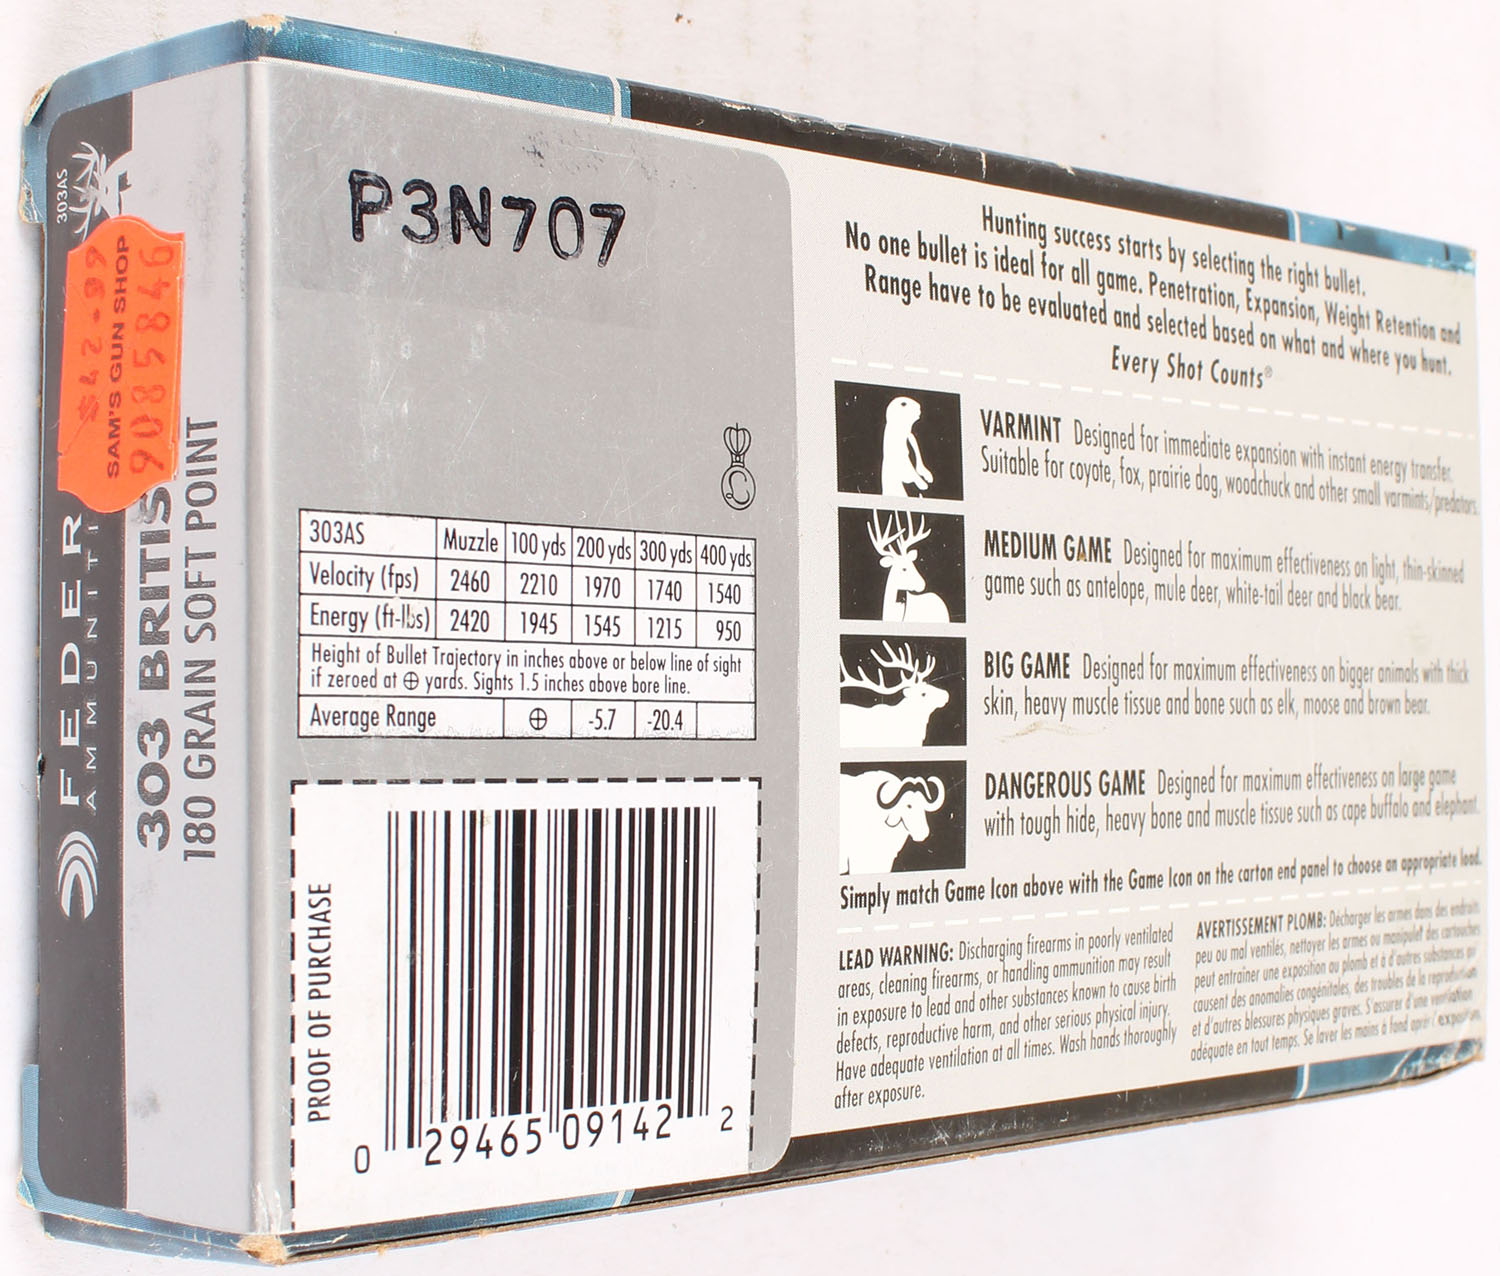 303AS
FEDER
AMMUNITI
$42.99
SAM'S GUN SHOP
9085846
303 BRITIS
180 GRAIN SOFT POINT
P3N707
303AS Muzzle 100 yds 200 yds 300 yds 400 yds
Velocity (fps) 2460 2210 1970 1740 1540
Energy (ft-lbs) 2420 1945 1545 1215 950
Height of Bullet Trajectory in inches above or below line of sight
if zeroed at ⊕ yards. Sights 1.5 inches above bore line.
Average Range ⊕ -5.7 -20.4
PROOF OF PURCHASE
0 29465 09142 2
Hunting success starts by selecting the right bullet.
No one bullet is ideal for all game. Penetration, Expansion, Weight Retention and
Range have to be evaluated and selected based on what and where you hunt.
Every Shot Counts®
VARMINT Designed for immediate expansion with instant energy transfer.
Suitable for coyote, fox, prairie dog, woodchuck and other small varmints/predators.
MEDIUM GAME Designed for maximum effectiveness on light, thin-skinned
game such as antelope, mule deer, white-tail deer and black bear.
BIG GAME Designed for maximum effectiveness on bigger animals with thick
skin, heavy muscle tissue and bone such as elk, moose and brown bear.
DANGEROUS GAME Designed for maximum effectiveness on large game
with tough hide, heavy bone and muscle tissue such as cape buffalo and elephant.
Simply match Game Icon above with the Game Icon on the carton end panel to choose an appropriate load.
LEAD WARNING: Discharging firearms in poorly ventilated
areas, cleaning firearms, or handling ammunition may result
in exposure to lead and other substances known to cause birth
defects, reproductive harm, and other serious physical injury.
Have adequate ventilation at all times. Wash hands thoroughly
after exposure.
AVERTISSEMENT PLOMB: Décharger les armes dans des endroits
peu ou mal ventilés, nettoyer les armes ou manipulet des cartouches
peut entrainer une exposition au plomb et à d'autres substances qui
causent des anomalies congénitales, des troubles de la reproduction
et d'autres blessures physiques graves. S'assurer d'une ventilation
adéquate en tout temps. Se laver les mains à fond après l'exposition.